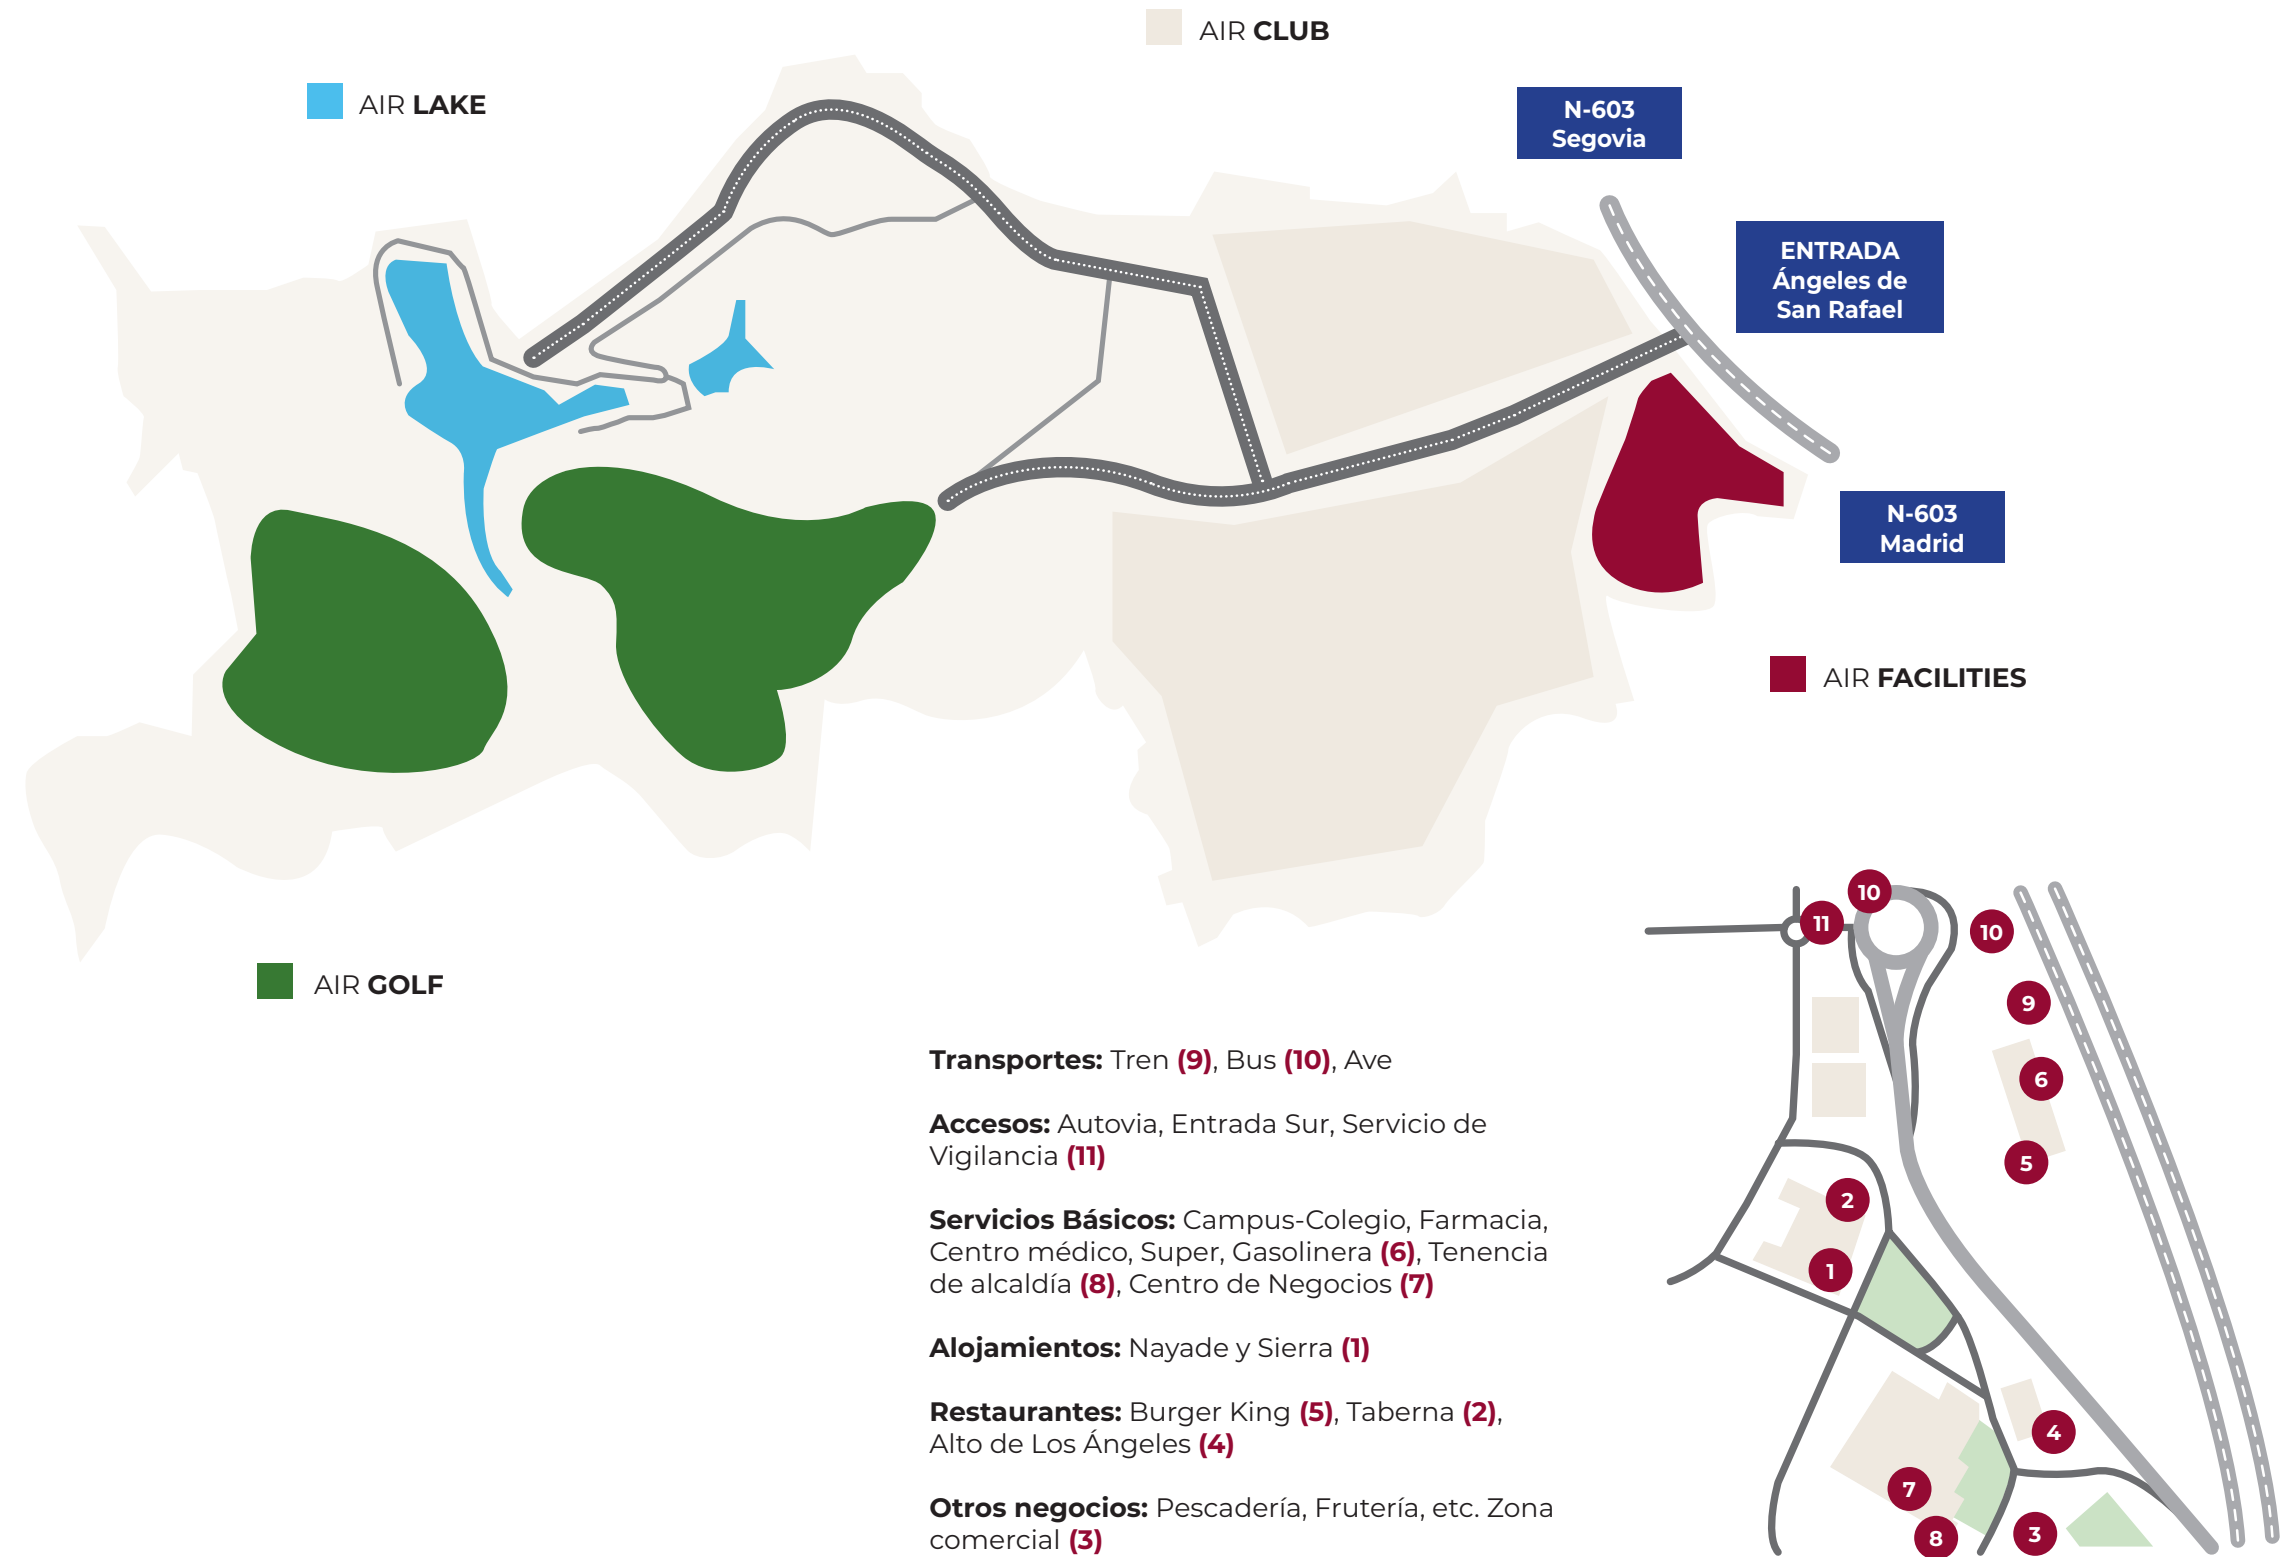 AIR CLUB
AIR LAKE
N-603
Segovia
ENTRADA
Ángeles de
San Rafael
N-603
Madrid
AIR FACILITIES
AIR GOLF
Transportes: Tren (9), Bus (10), Ave
Accesos: Autovia, Entrada Sur, Servicio de
Vigilancia (11)
Servicios Básicos: Campus-Colegio, Farmacia,
Centro médico, Super, Gasolinera (6), Tenencia
de alcaldía (8), Centro de Negocios (7)
Alojamientos: Nayade y Sierra (1)
Restaurantes: Burger King (5), Taberna (2),
Alto de Los Ángeles (4)
Otros negocios: Pescadería, Frutería, etc. Zona
comercial (3)
10
11
10
9
6
5
2
1
4
7
3
8